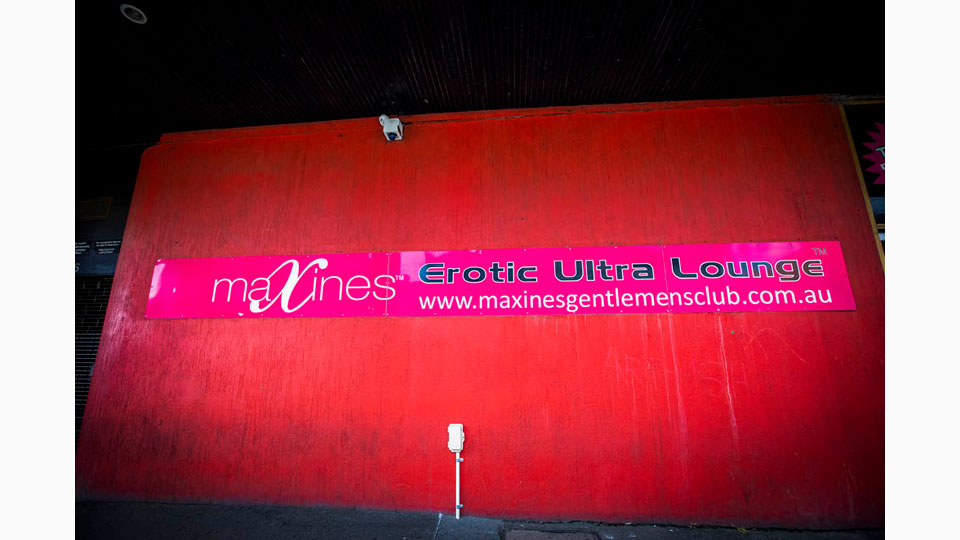 maxines™ Erotic Ultra Lounge™
www.maxinesgentlemensclub.com.au